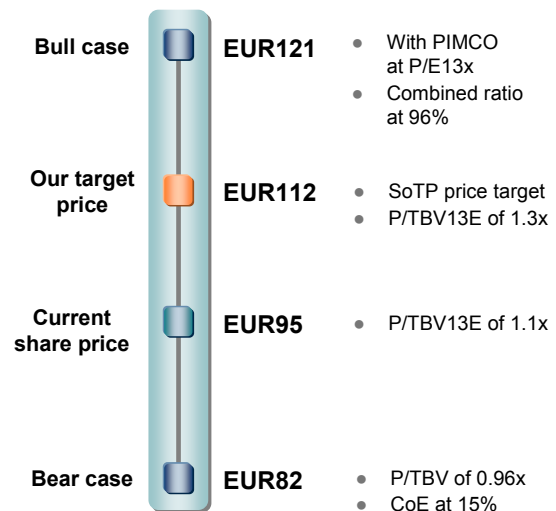 Bull case
EUR121
• With PIMCO
at P/E13x
• Combined ratio
at 96%
Our target
price
EUR112
• SoTP price target
• P/TBV13E of 1.3x
Current
share price
EUR95
• P/TBV13E of 1.1x
Bear case
EUR82
• P/TBV of 0.96x
• CoE at 15%